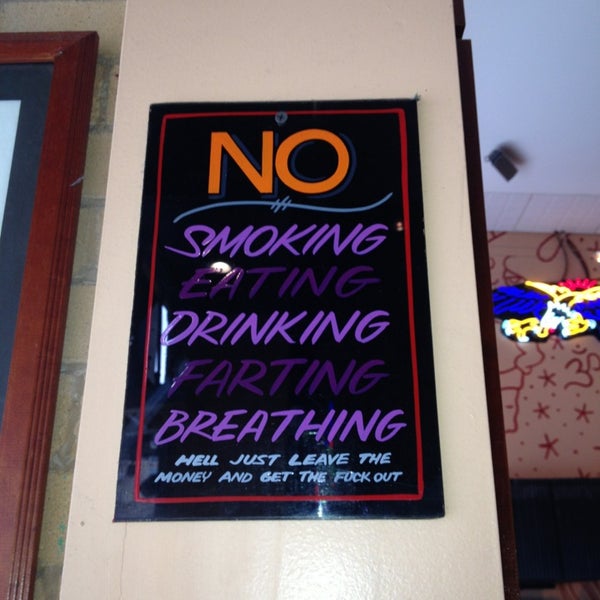 NO
SMOKING
EATING
DRINKING
FARTING
BREATHING
HELL JUST LEAVE THE
MONEY AND GET THE FUCK OUT